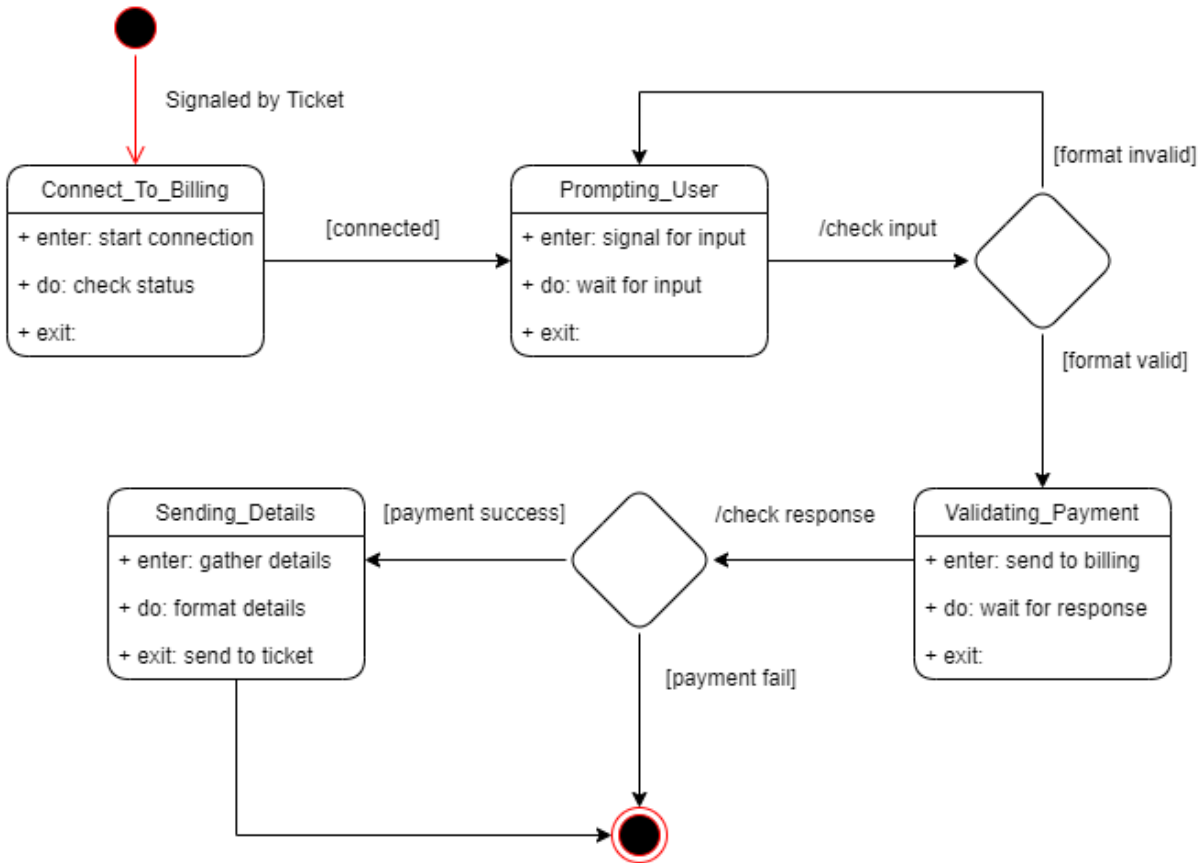 Signaled by Ticket
[format invalid]
Connect_To_Billing
+ enter: start connection
+ do: check status
+ exit:
[connected]
Prompting_User
+ enter: signal for input
+ do: wait for input
+ exit:
/check input
[format valid]
Sending_Details
+ enter: gather details
+ do: format details
+ exit: send to ticket
[payment success]
/check response
Validating_Payment
+ enter: send to billing
+ do: wait for response
+ exit:
[payment fail]